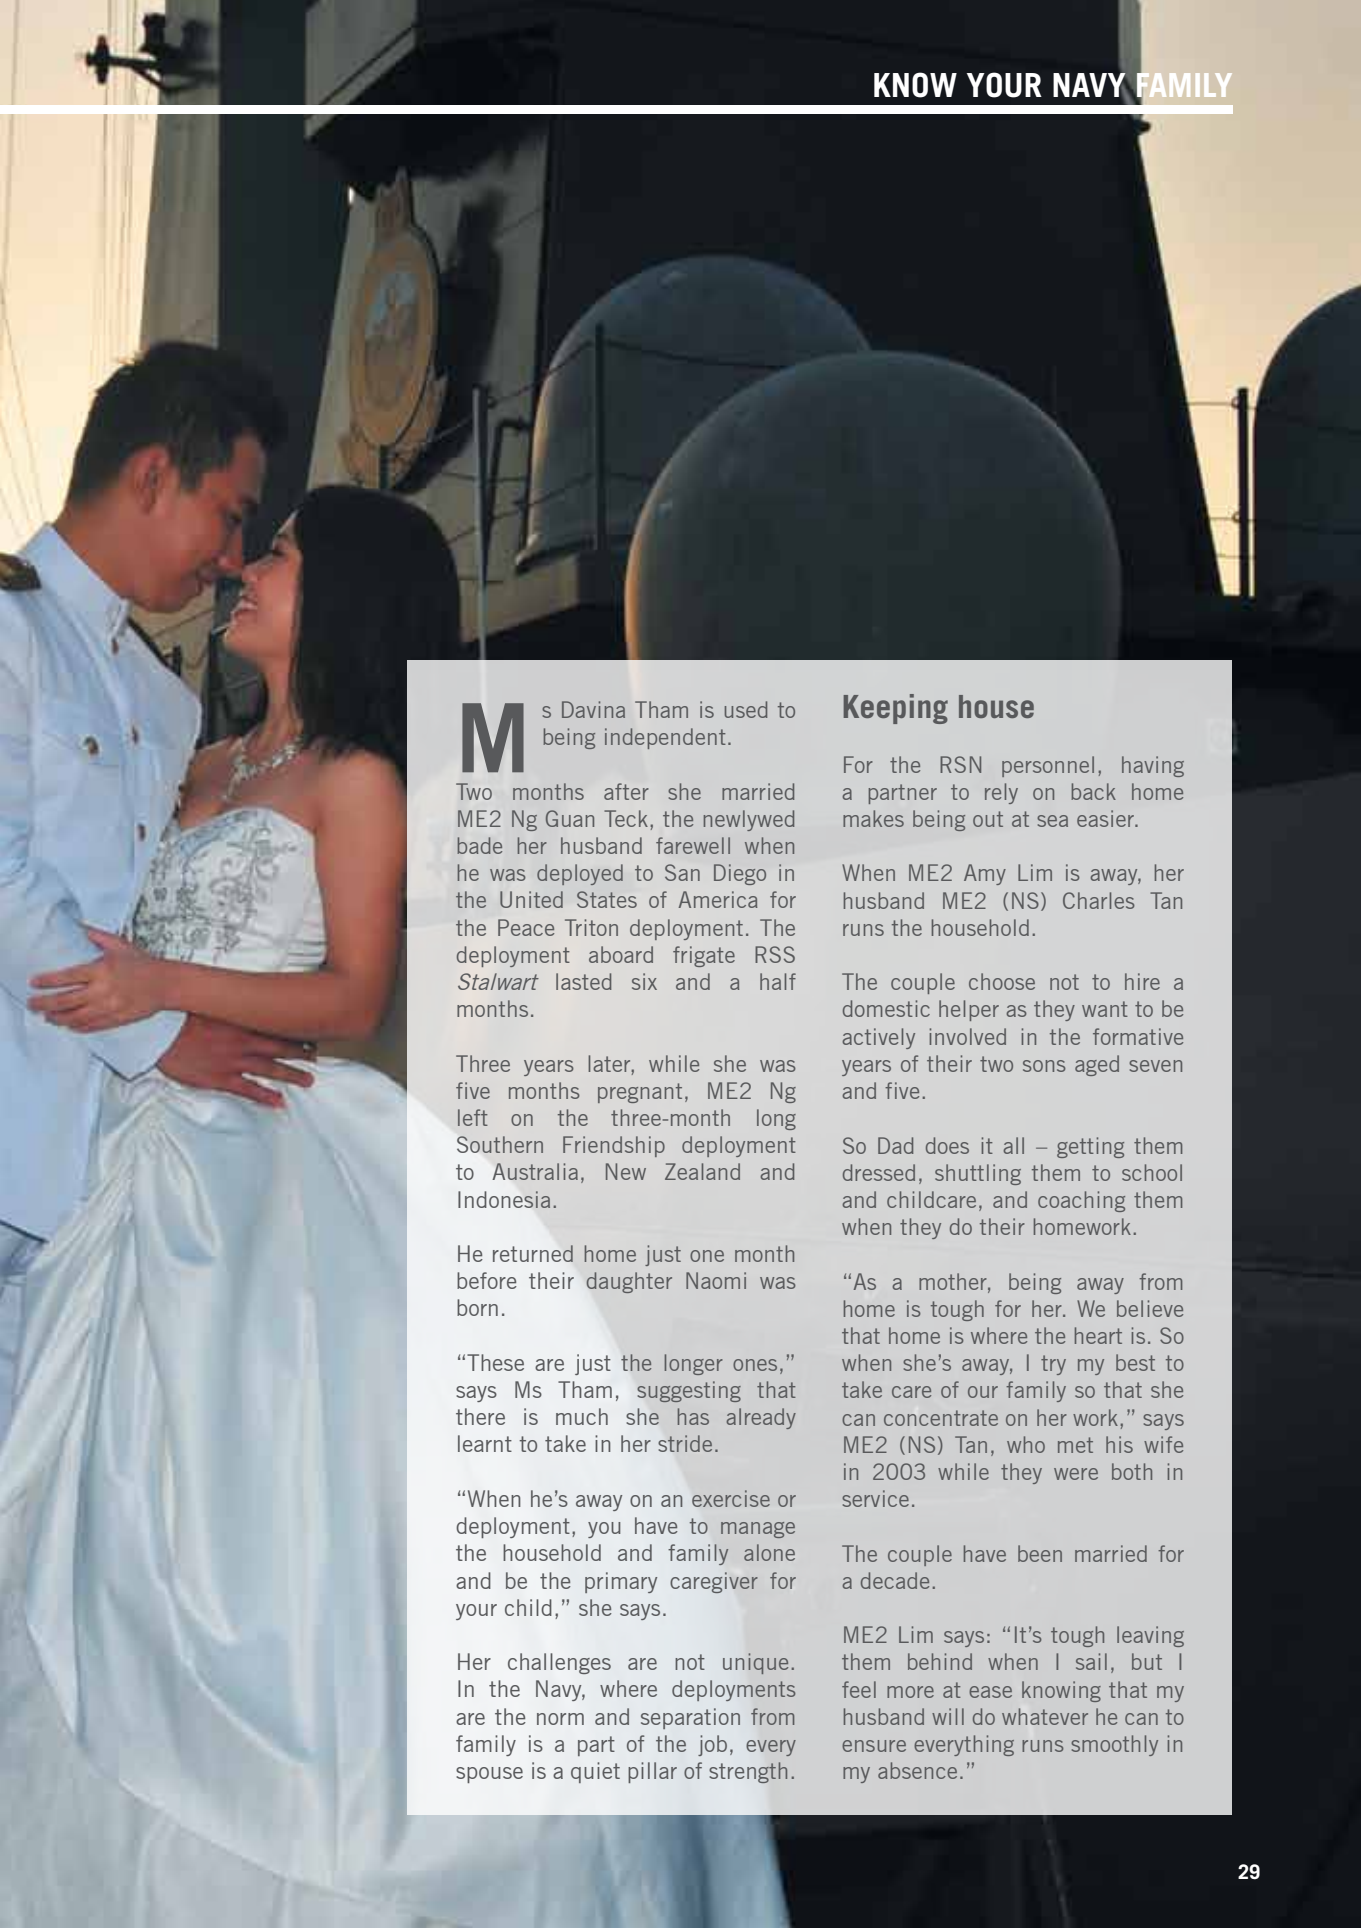 KNOW YOUR NAVY FAMILY
Ms Davina Tham is used to
being independent.
Two months after she married
ME2 Ng Guan Teck, the newlywed
bade her husband farewell when
he was deployed to San Diego in
the United States of America for
the Peace Triton deployment. The
deployment aboard frigate RSS
Stalwart lasted six and a half
months.
Three years later, while she was
five months pregnant, ME2 Ng
left on the three-month long
Southern Friendship deployment
to Australia, New Zealand and
Indonesia.
He returned home just one month
before their daughter Naomi was
born.
“These are just the longer ones,”
says Ms Tham, suggesting that
there is much she has already
learnt to take in her stride.
“When he’s away on an exercise or
deployment, you have to manage
the household and family alone
and be the primary caregiver for
your child,” she says.
Her challenges are not unique.
In the Navy, where deployments
are the norm and separation from
family is a part of the job, every
spouse is a quiet pillar of strength.
Keeping house
For the RSN personnel, having
a partner to rely on back home
makes being out at sea easier.
When ME2 Amy Lim is away, her
husband ME2 (NS) Charles Tan
runs the household.
The couple choose not to hire a
domestic helper as they want to be
actively involved in the formative
years of their two sons aged seven
and five.
So Dad does it all – getting them
dressed, shuttling them to school
and childcare, and coaching them
when they do their homework.
“As a mother, being away from
home is tough for her. We believe
that home is where the heart is. So
when she’s away, I try my best to
take care of our family so that she
can concentrate on her work,” says
ME2 (NS) Tan, who met his wife
in 2003 while they were both in
service.
The couple have been married for
a decade.
ME2 Lim says: “It’s tough leaving
them behind when I sail, but I
feel more at ease knowing that my
husband will do whatever he can to
ensure everything runs smoothly in
my absence.”
29